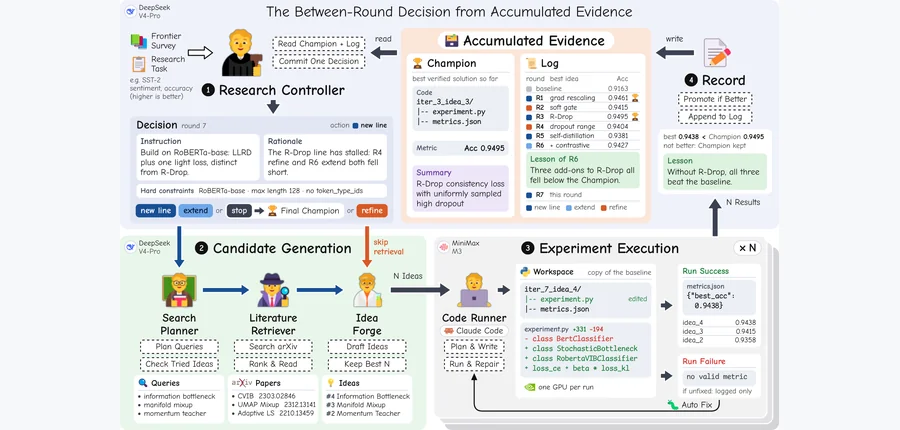 The Between-Round Decision from Accumulated Evidence
DeepSeek
V4-Pro
Frontier
Survey
Research
Task
e.g. SST-2
sentiment, accuracy
(higher is better)
Read Champion + Log
Commit One Decision
1 Research Controller
read
write
Decision round 7
action new line
Instruction
Build on RoBERTa-base: LLRD
plus one light loss, distinct
from R-Drop.
Rationale
The R-Drop line has stalled: R4
refine and R6 extend both fell
short.
Hard constraints RoBERTa-base · max length 128 · no token_type_ids
new line or extend or stop Final Champion or refine
Accumulated Evidence
Champion
best verified solution so far
Code
iter_3_idea_3/
|-- experiment.py
|-- metrics.json
Metric Acc 0.9495
Summary
R-Drop consistency loss
with uniformly sampled
high dropout
Log
round best idea Acc
baseline 0.9163
R1 grad rescaling 0.9461
R2 soft gate 0.9415
R3 R-Drop 0.9495
R4 dropout range 0.9404
R5 self-distillation 0.9381
R6 + contrastive 0.9427
Lesson of R6
Three add-ons to R-Drop all
fell below the Champion.
R7 this round
new line extend refine
4 Record
Promote if Better
Append to Log
best 0.9438 < Champion 0.9495
not better: Champion kept
Lesson
Without R-Drop, all three
beat the baseline.
N Results
DeepSeek
V4-Pro
2 Candidate Generation
skip
retrieval
N Ideas
Search
Planner
Plan Queries
Check Tried Ideas
Literature
Retriever
Search arXiv
Rank & Read
Idea
Forge
Draft Ideas
Keep Best N
Queries
• information bottleneck
• manifold mixup
• momentum teacher
arXiv Papers
• CVIB 2303.02846
• UMAP Mixup 2312.13141
• Adaptive LS 2210.13459
Ideas
#4 Information Bottleneck
#3 Manifold Mixup
#2 Momentum Teacher
MiniMax
M3
3 Experiment Execution
× N
Code Runner
Claude Code
Plan & Write
Run & Repair
Workspace copy of the baseline
iter_7_idea_4/
|-- experiment.py edited
|-- metrics.json
experiment.py +331 -194
- class BertClassifier
+ class StochasticBottleneck
+ class RobertaVIBClassifier
+ loss_ce + beta * loss_kl
one GPU per run
Run Success
metrics.json
{"best_acc":
0.9438}
idea_4 0.9438
idea_3 0.9415
idea_2 0.9358
Run Failure
no valid metric
if unfixed: logged only
Auto Fix